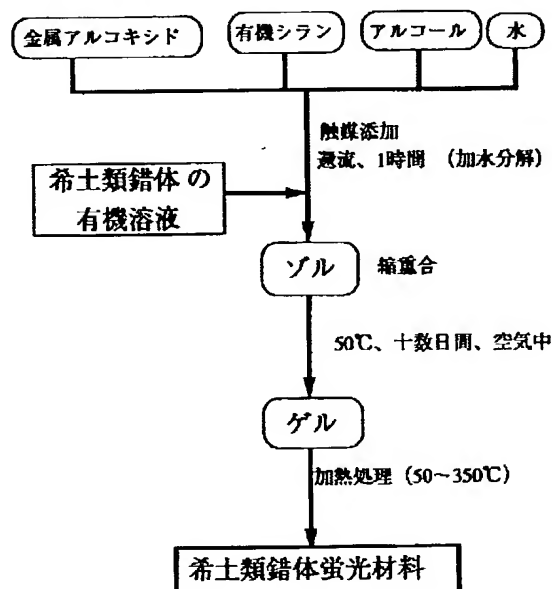 金属アルコキシド
有機シラン
アルコール
水
触媒添加
還流、1時間 （加水分解）
希土類錯体 の
有機溶液
ゾル
縮重合
50℃、十数日間、空気中
ゲル
加熱処理（50〜350℃）
希土類錯体蛍光材料